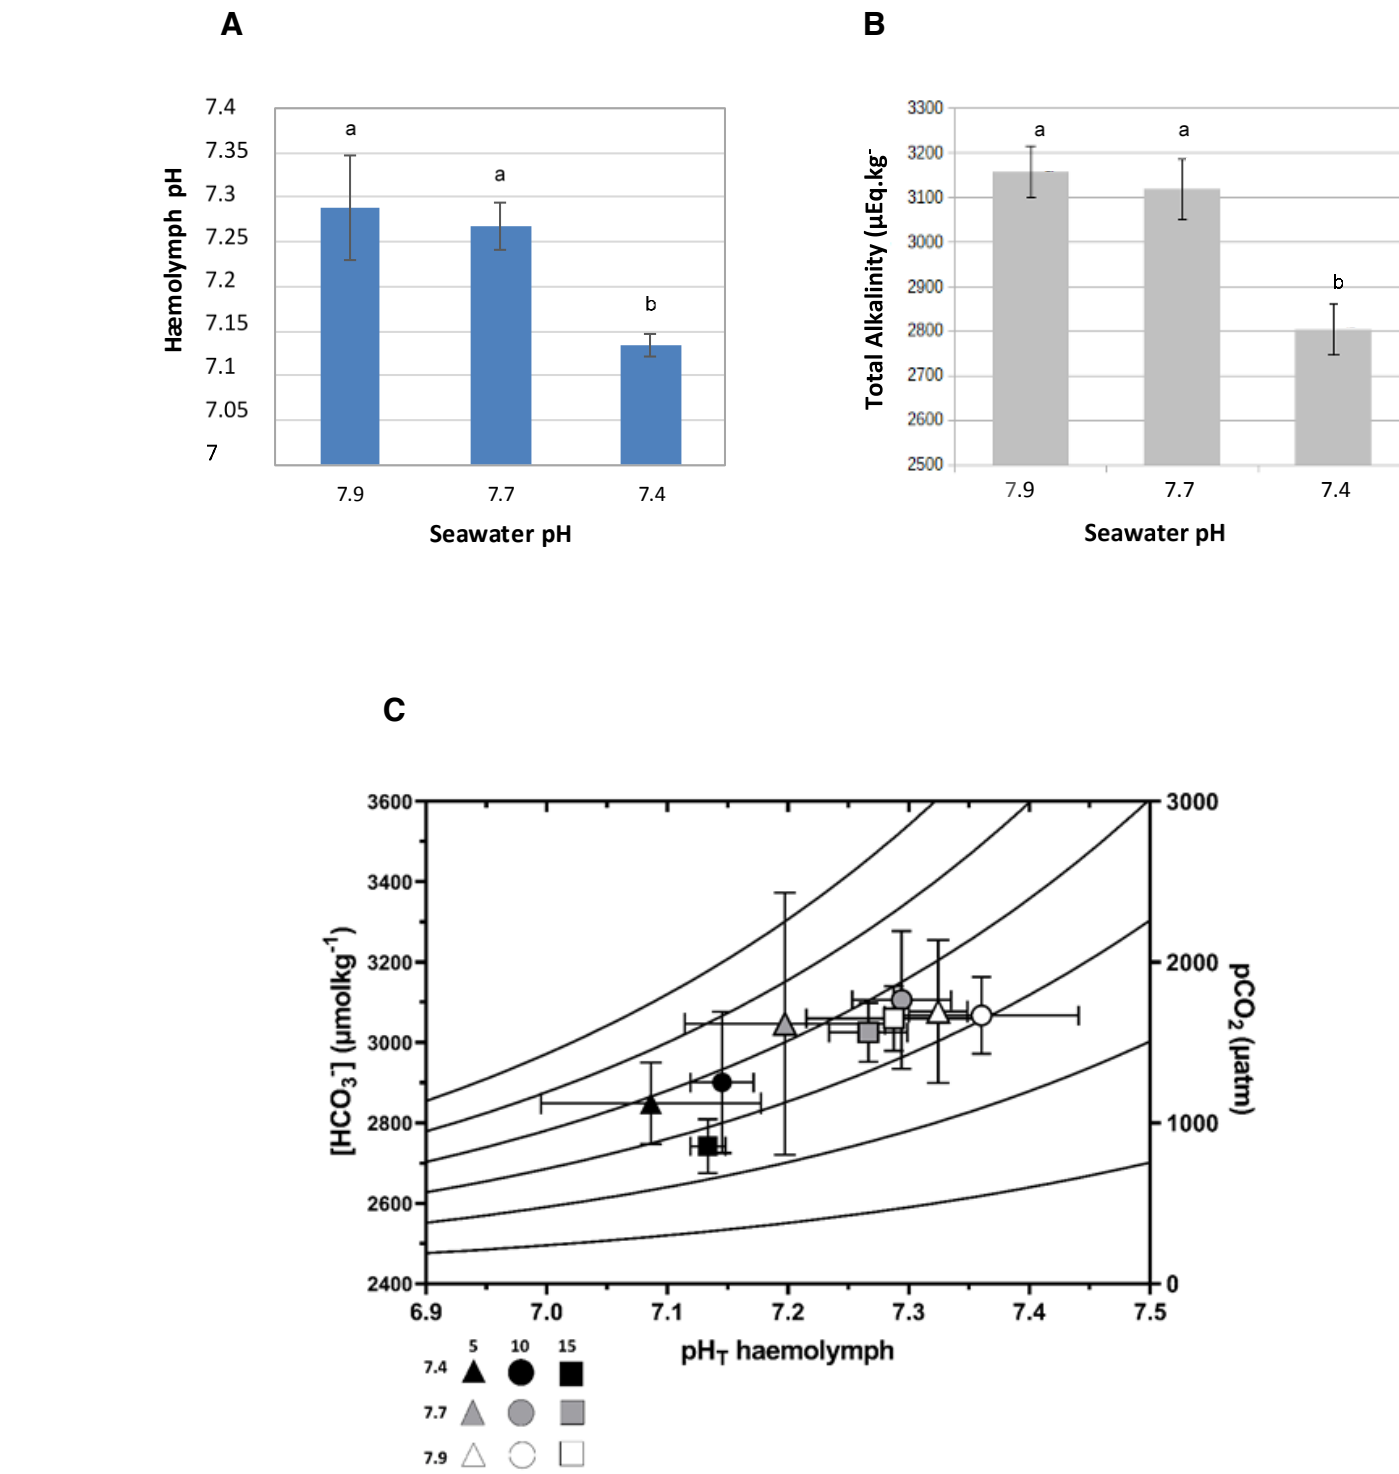 A
B
7.4
7.35
7.3
7.25
7.2
7.15
7.1
7.05
7
Hæmolymph pH
a
a
b
7.9
7.7
7.4
Seawater pH
3300
3200
3100
3000
2900
2800
2700
2600
2500
Total Alkalinity (µEq.kg⁻
a
a
b
7.9
7.7
7.4
Seawater pH
C
3600
3400
3200
3000
2800
2600
2400
[HCO₃⁻] (µmolkg⁻¹)
3000
2000
1000
0
pCO₂ (µatm)
6.9
7.0
7.1
7.2
7.3
7.4
7.5
pH_T haemolymph
5 10 15
7.4
7.7
7.9